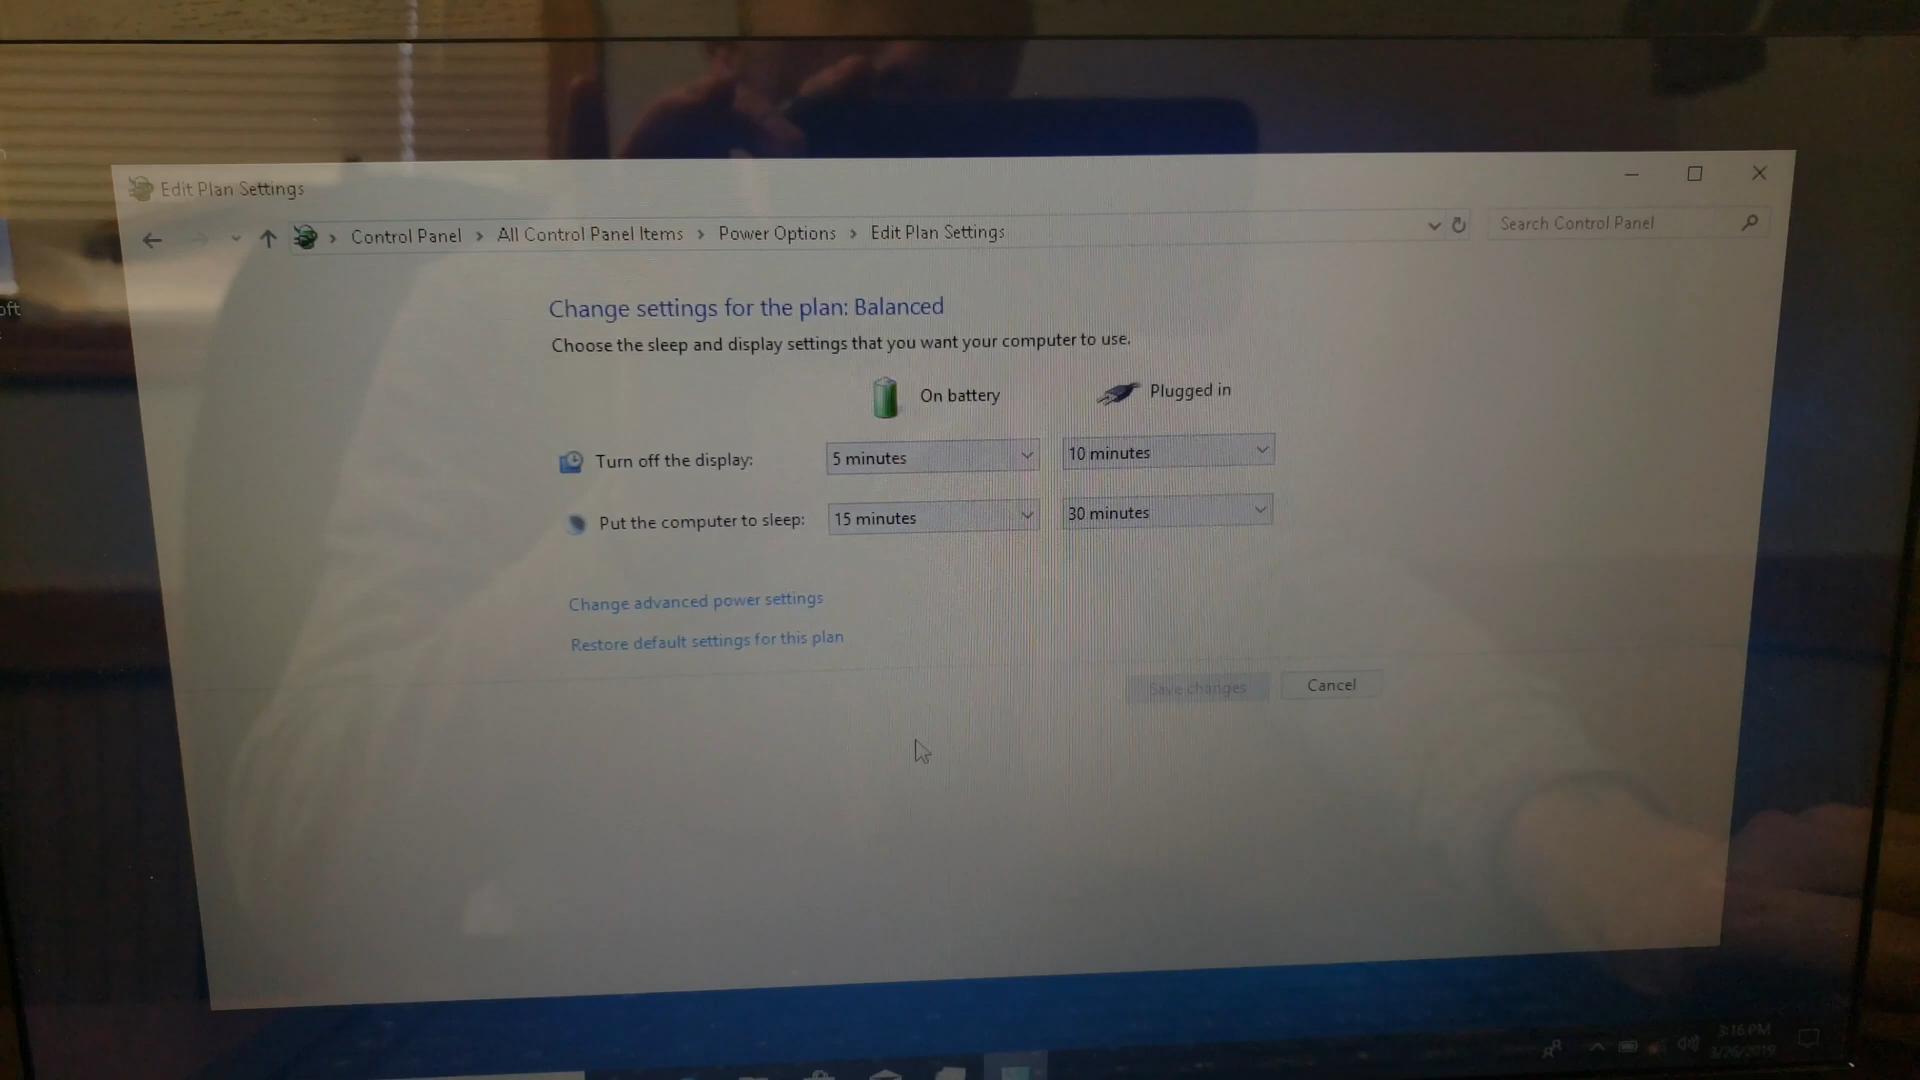 Edit Plan Settings
Control Panel > All Control Panel Items > Power Options > Edit Plan Settings
Search Control Panel
oft
Change settings for the plan: Balanced
Choose the sleep and display settings that you want your computer to use.
On battery Plugged in
Turn off the display: 5 minutes 10 minutes
Put the computer to sleep: 15 minutes 30 minutes
Change advanced power settings
Restore default settings for this plan
Save changes Cancel
3:16 PM
3/26/2019